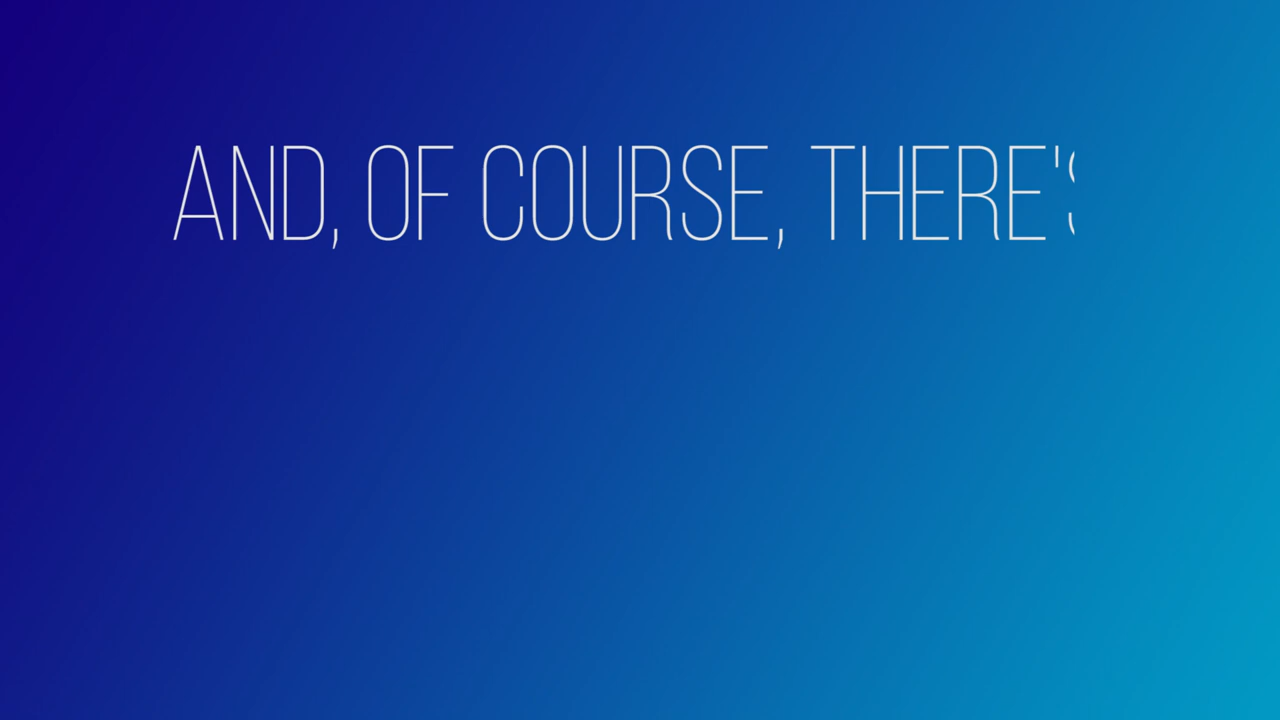 AND, OF COURSE, THERE'S